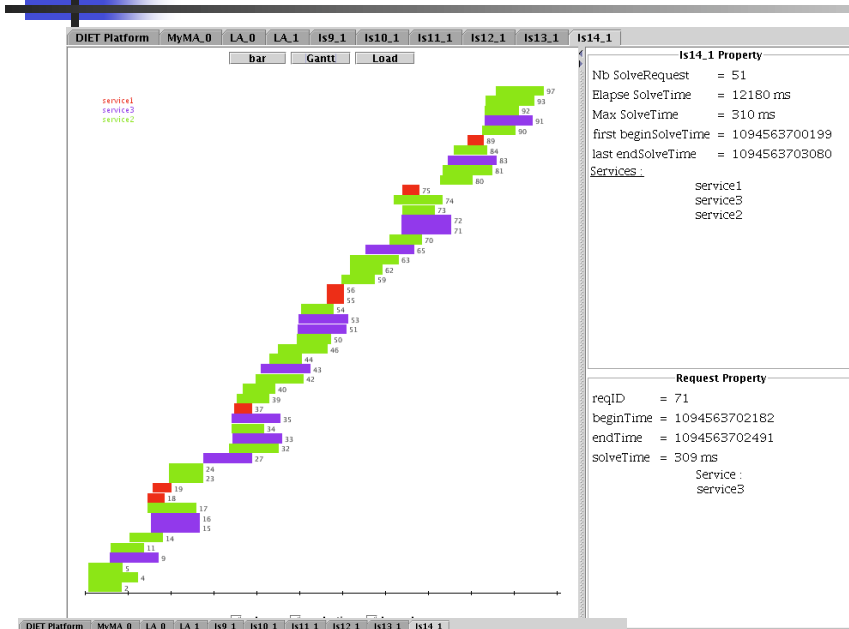 DIET Platform MyMA_0 LA_0 LA_1 ls9_1 ls10_1 ls11_1 ls12_1 ls13_1 ls14_1
bar Gantt Load
service1
service3
service2
97
93
92
91
90
89
84
83
81
80
75
74
73
72
71
70
65
63
62
59
56
55
54
53
51
50
46
44
43
42
40
39
37
35
34
33
32
27
24
23
19
18
17
16
15
14
11
9
5
4
2
ls14_1 Property
Nb SolveRequest = 51
Elapse SolveTime = 12180 ms
Max SolveTime = 310 ms
first beginSolveTime = 1094563700199
last endSolveTime = 1094563703080
Services :
service1
service3
service2
Request Property
reqID = 71
beginTime = 1094563702182
endTime = 1094563702491
solveTime = 309 ms
Service :
service3
DIET Platform MyMA_0 LA_0 LA_1 ls9_1 ls10_1 ls11_1 ls12_1 ls13_1 ls14_1